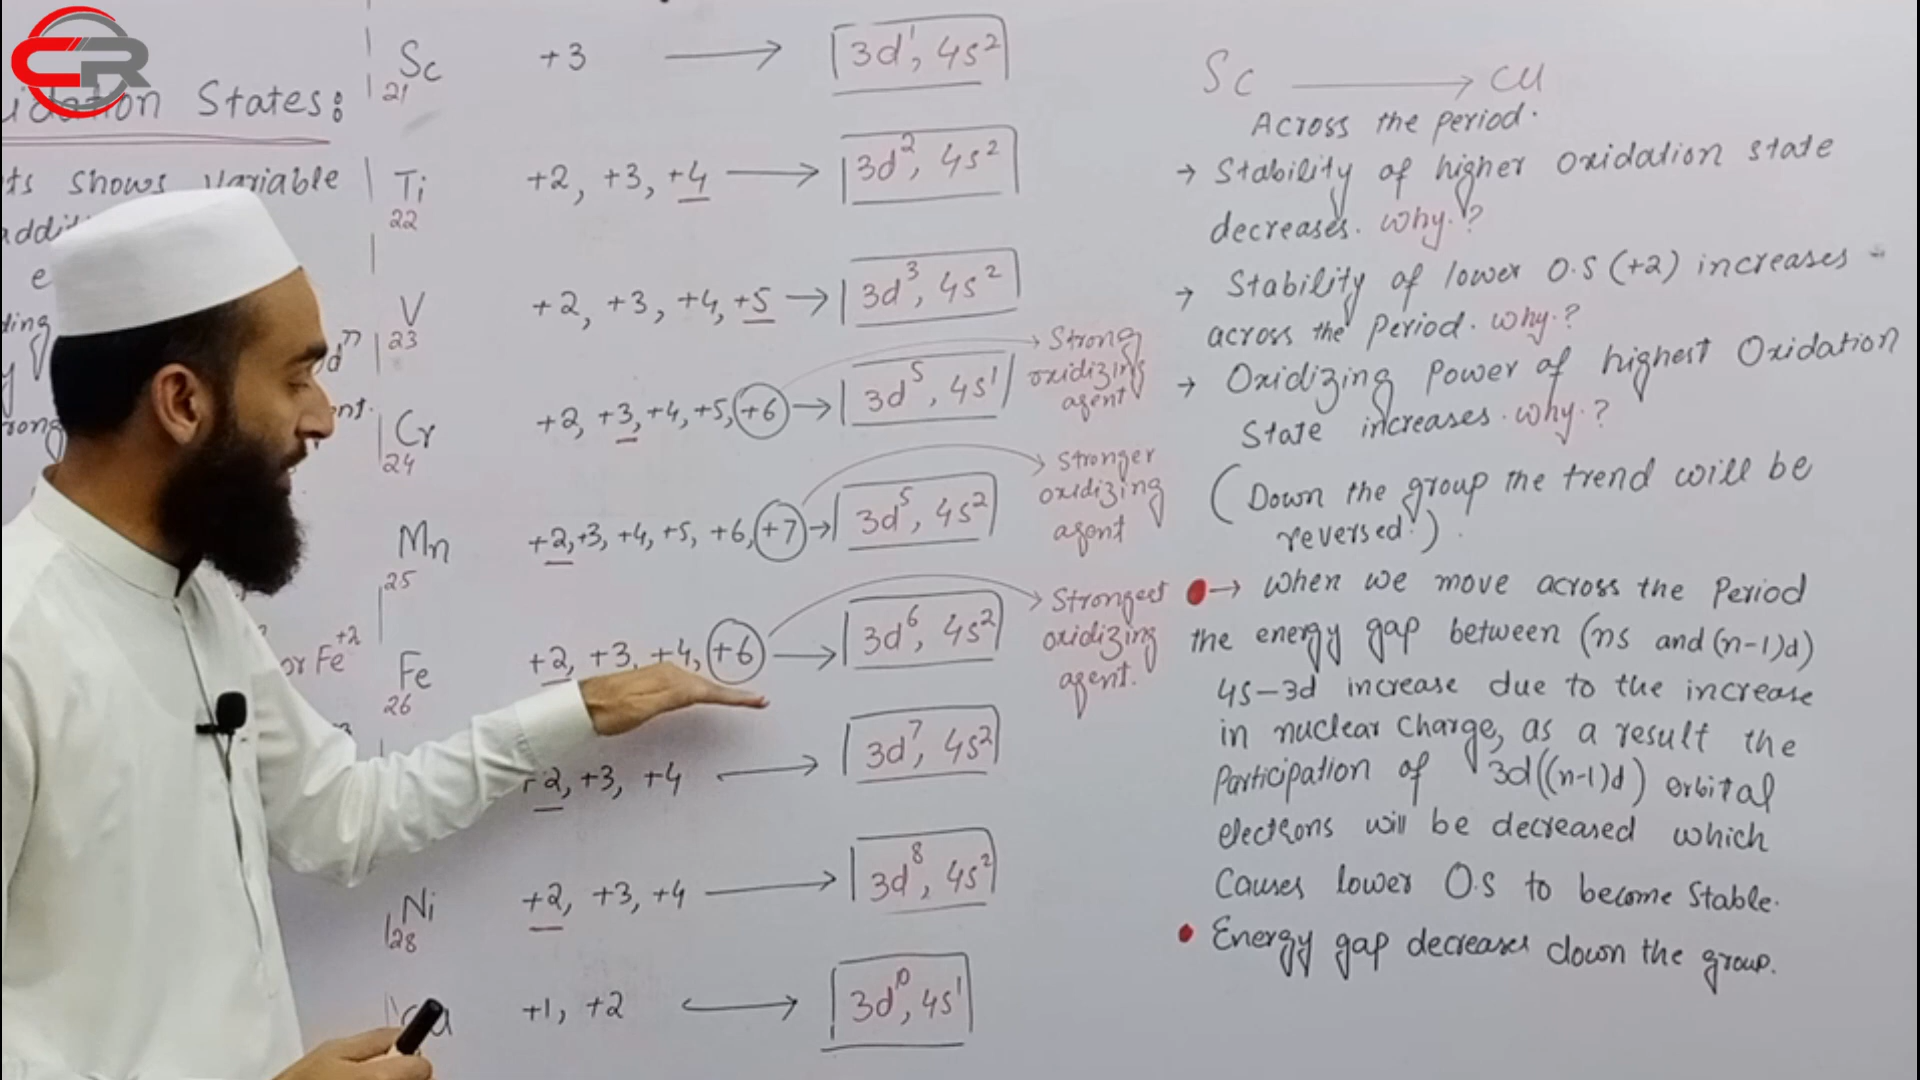 CR
idation States:
ts shows variable
addi
e
ding
d
ent.
rong
or Fe+2
Sc +3 → 3d1, 4s2
21
Ti +2, +3, +4 → 3d2, 4s2
22
V +2, +3, +4, +5 → 3d3, 4s2
23
Cr +2, +3, +4, +5, +6 → 3d5, 4s1
24
Mn +2, +3, +4, +5, +6, +7 → 3d5, 4s2
25
Fe +2, +3, +4, +6 → 3d6, 4s2
26
+2, +3, +4 → 3d7, 4s2
Ni +2, +3, +4 → 3d8, 4s2
28
+1, +2 → 3d10, 4s1
Strong
oxidizing
agent
Stronger
oxidizing
agent
Strongest
oxidizing
agent.
Sc → Cu
Across the period.
→ Stability of higher oxidation state
decreases. why.?
→ Stability of lower O.S (+2) increases
across the Period. why.?
→ Oxidizing Power of highest Oxidation
State increases. why.?
(Down the group the trend will be
reversed.).
→ when we move across the Period
the energy gap between (ns and (n-1)d)
4s-3d increase due to the increase
in nuclear charge, as a result the
Participation of 3d((n-1)d) orbital
electrons will be decreased which
Causes lower O.S to become Stable.
• Energy gap decreases down the group.